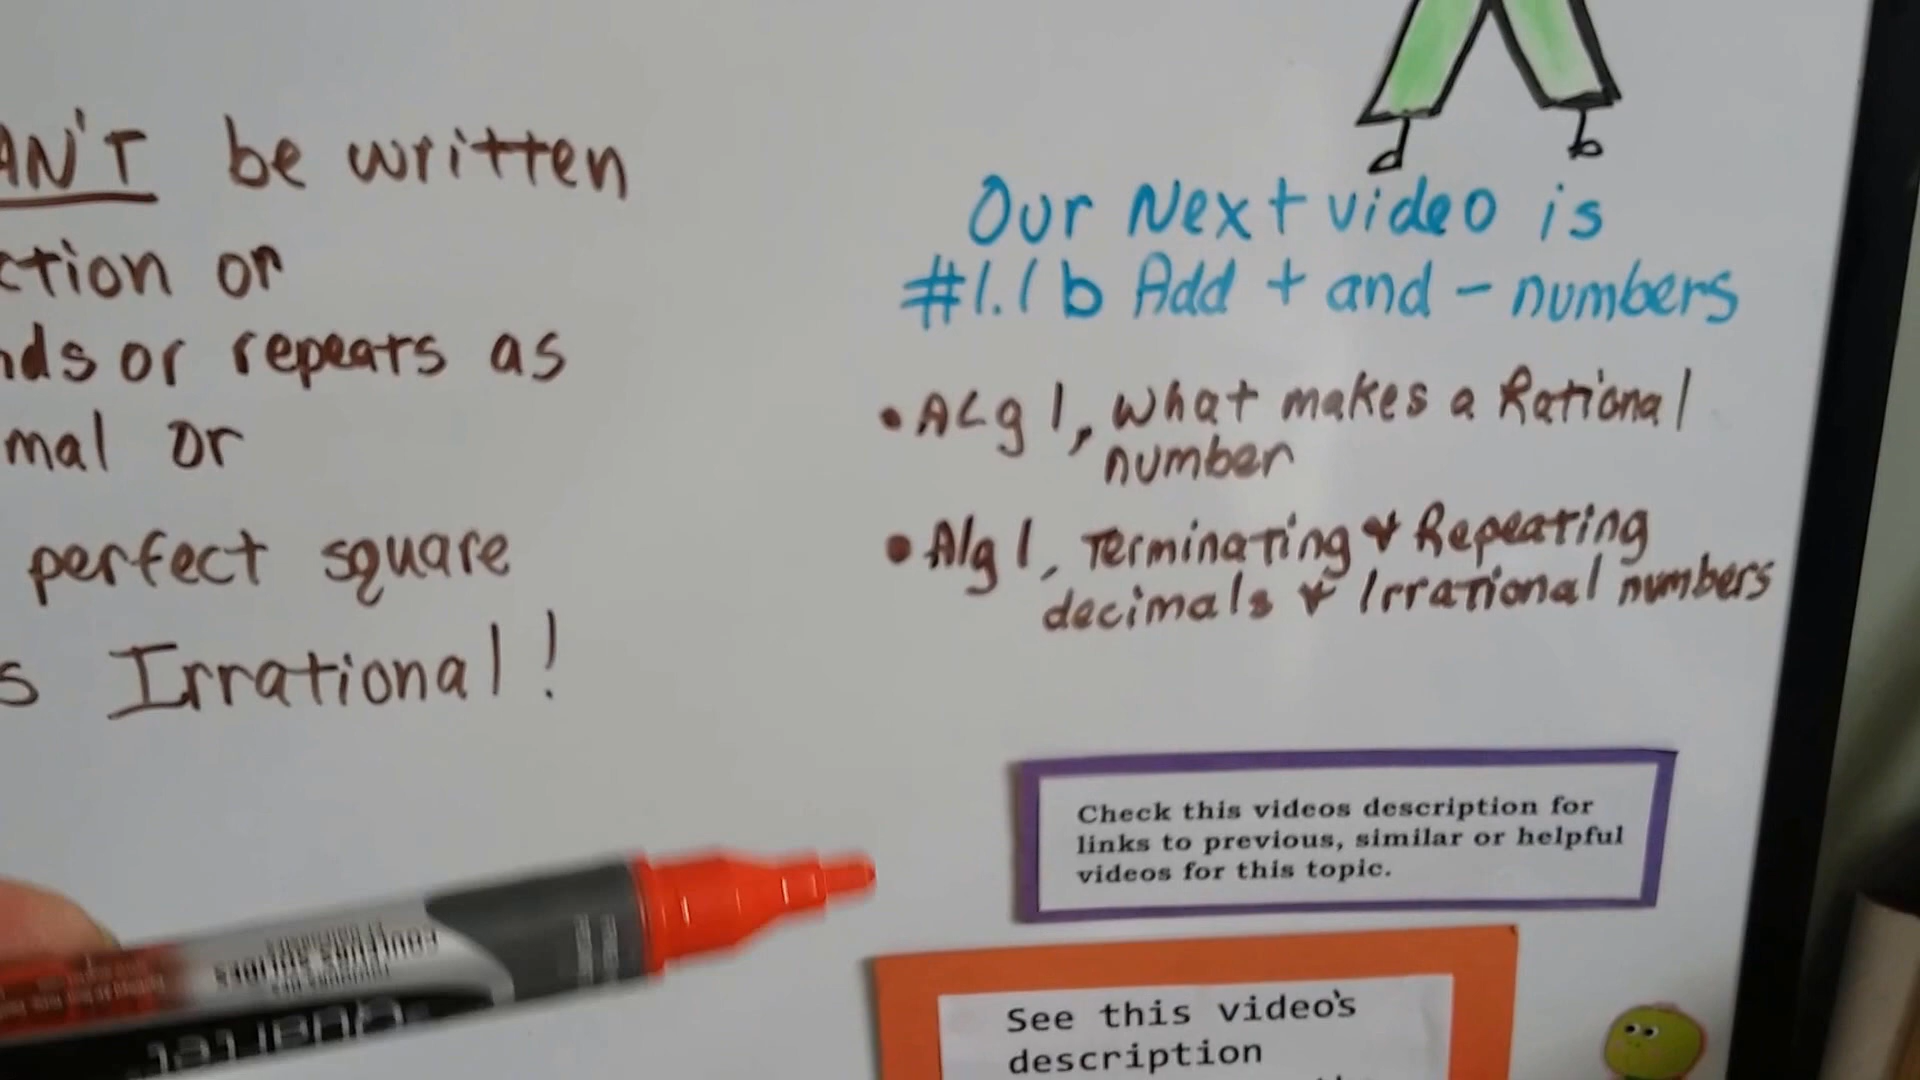 AN'T be written
ction or
nds or repeats as
mal or
perfect square
s Irrational!
d b
Our Next video is
#1.1b Add + and - numbers
• ALg 1, What makes a Rational
number
• Alg 1, Terminating & Repeating
decimals & Irrational numbers
Check this videos description for
links to previous, similar or helpful
videos for this topic.
See this video's
description